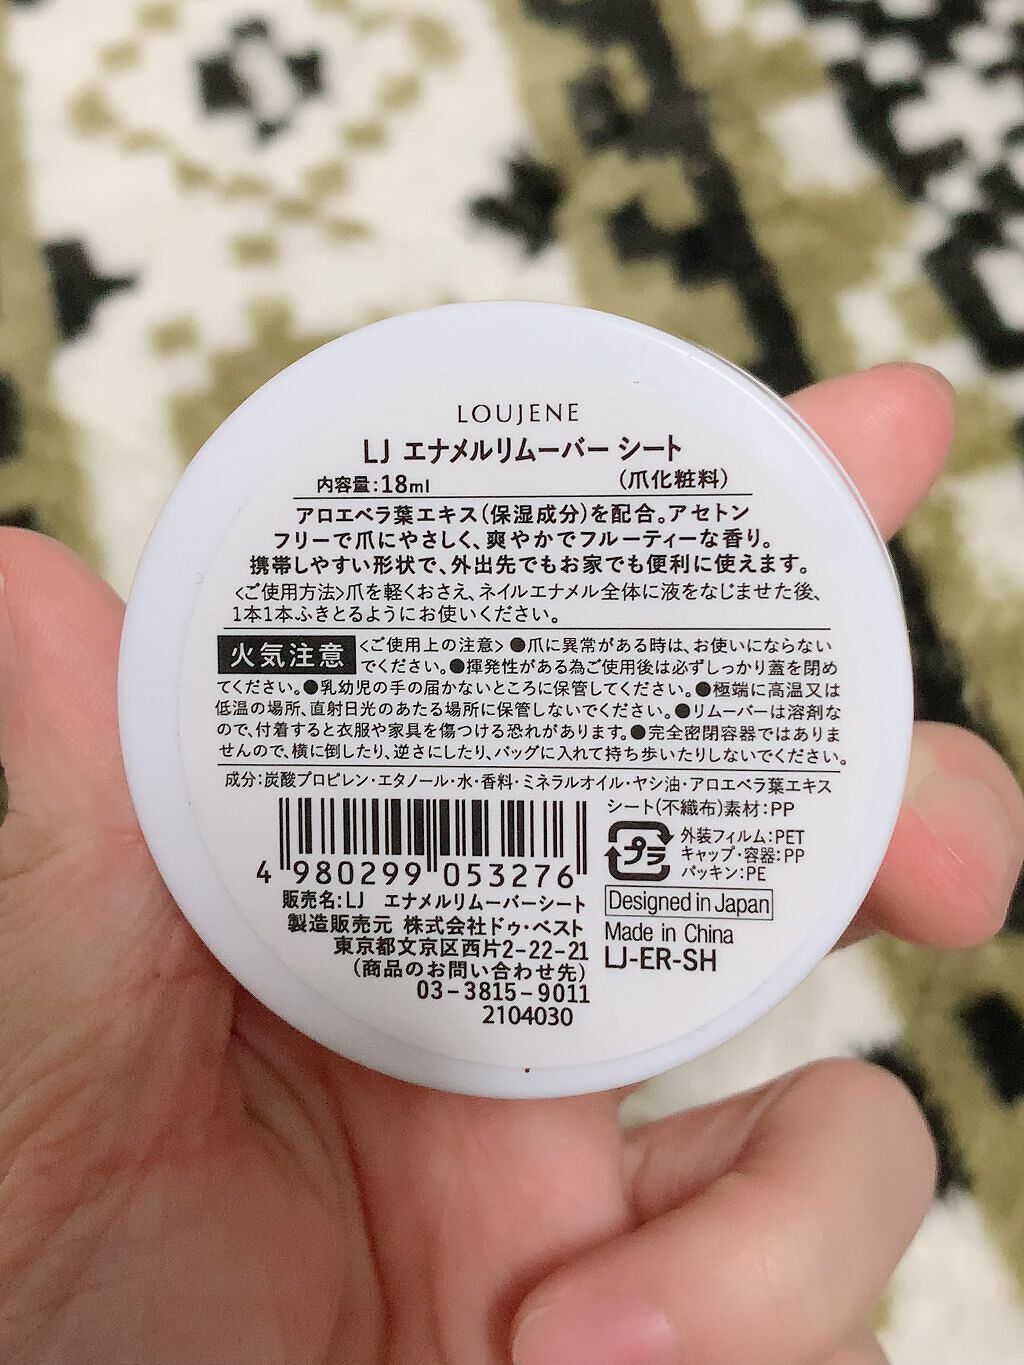 LOUJENE
LJ エナメルリムーバー シート
内容量:18ml （爪化粧料）
アロエベラ葉エキス（保湿成分）を配合。アセトン
フリーで爪にやさしく、爽やかでフルーティーな香り。
携帯しやすい形状で、外出先でもお家でも便利に使えます。
<ご使用方法>爪を軽くおさえ、ネイルエナメル全体に液をなじませた後、
1本1本ふきとるようにお使いください。
火気注意 <ご使用上の注意> ●爪に異常がある時は、お使いにならない
でください。●揮発性がある為ご使用後は必ずしっかり蓋を閉め
てください。●乳幼児の手の届かないところに保管してください。●極端に高温又は
低温の場所、直射日光のあたる場所に保管しないでください。●リムーバーは溶剤な
ので、付着すると衣服や家具を傷つける恐れがあります。●完全密閉容器ではありま
せんので、横に倒したり、逆さにしたり、バッグに入れて持ち歩いたりしないでください。
成分:炭酸プロピレン・エタノール・水・香料・ミネラルオイル・ヤシ油・アロエベラ葉エキス
シート（不織布）素材：PP
プラ
外装フィルム：PET
キャップ・容器：PP
パッキン：PE
4 980299 053276
販売名：LJ エナメルリムーバーシート
製造販売元 株式会社ドゥ・ベスト
東京都文京区西片2-22-21
（商品のお問い合わせ先）
03-3815-9011
2104030
Designed in Japan
Made in China
LJ-ER-SH